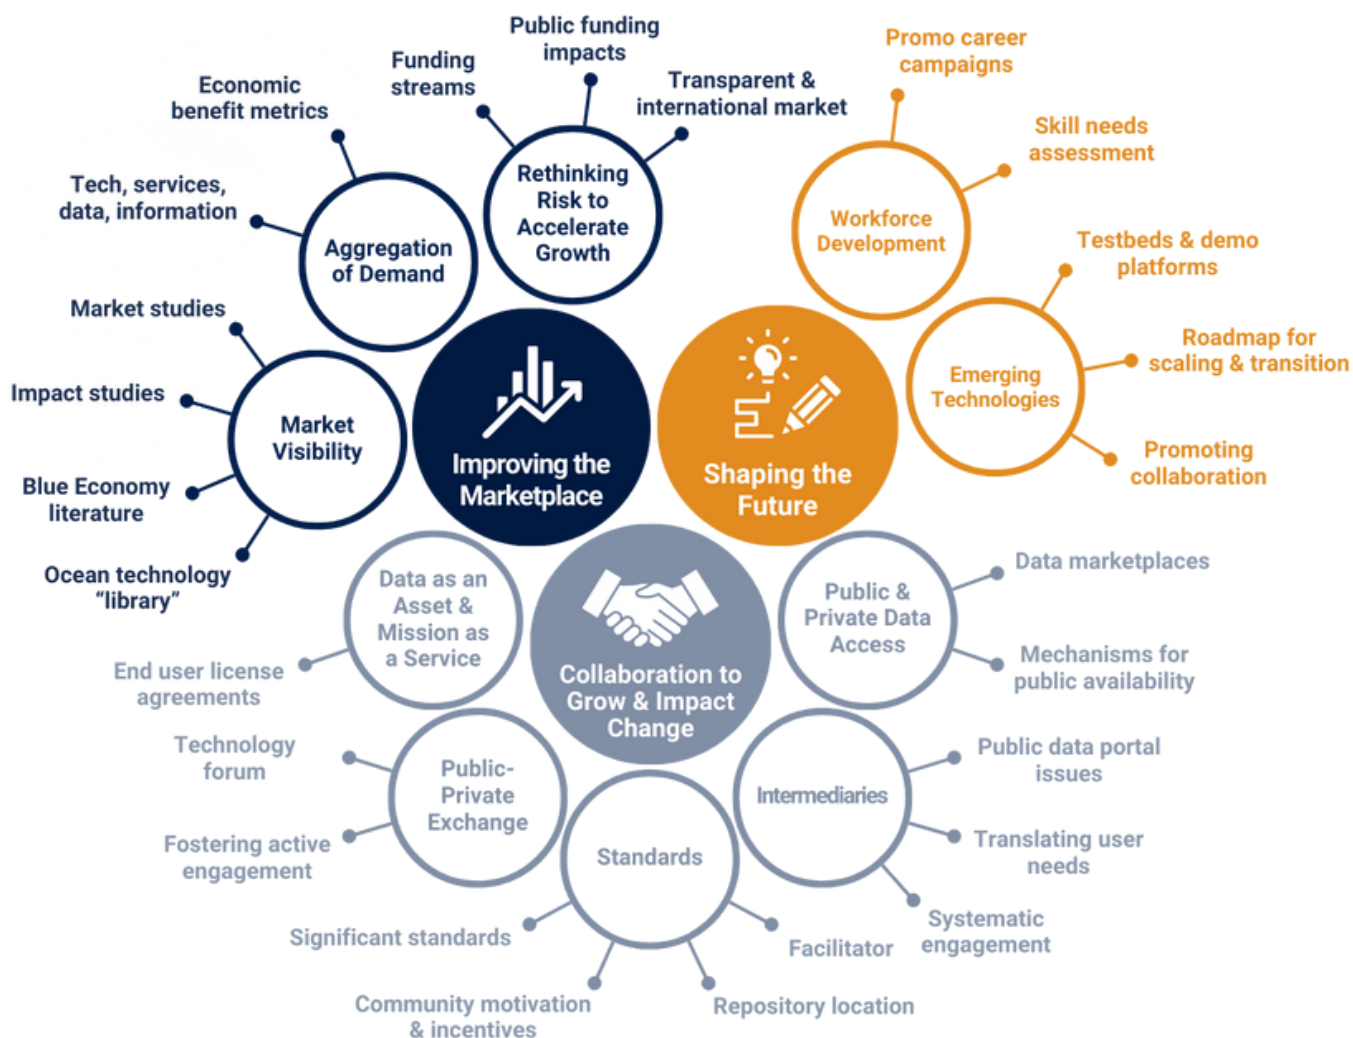 Public funding
impacts
Funding
streams
Transparent &
international market
Economic
benefit metrics
Tech, services,
data, information
Rethinking
Risk to
Accelerate
Growth
Aggregation
of Demand
Market studies
Impact studies
Blue Economy
literature
Ocean technology
“library”
Market
Visibility
Improving the
Marketplace
Promo career
campaigns
Skill needs
assessment
Workforce
Development
Testbeds & demo
platforms
Roadmap for
scaling & transition
Promoting
collaboration
Emerging
Technologies
Shaping the
Future
Data as an
Asset &
Mission as
a Service
End user license
agreements
Collaboration to
Grow & Impact
Change
Public &
Private Data
Access
Data marketplaces
Mechanisms for
public availability
Technology
forum
Fostering active
engagement
Public-
Private
Exchange
Standards
Significant standards
Community motivation
& incentives
Repository location
Facilitator
Intermediaries
Public data portal
issues
Translating user
needs
Systematic
engagement